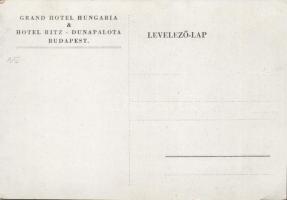 GRAND HOTEL HUNGARIA
&
HOTEL RITZ - DUNAPALOTA
BUDAPEST.
LEVELEZŐ-LAP